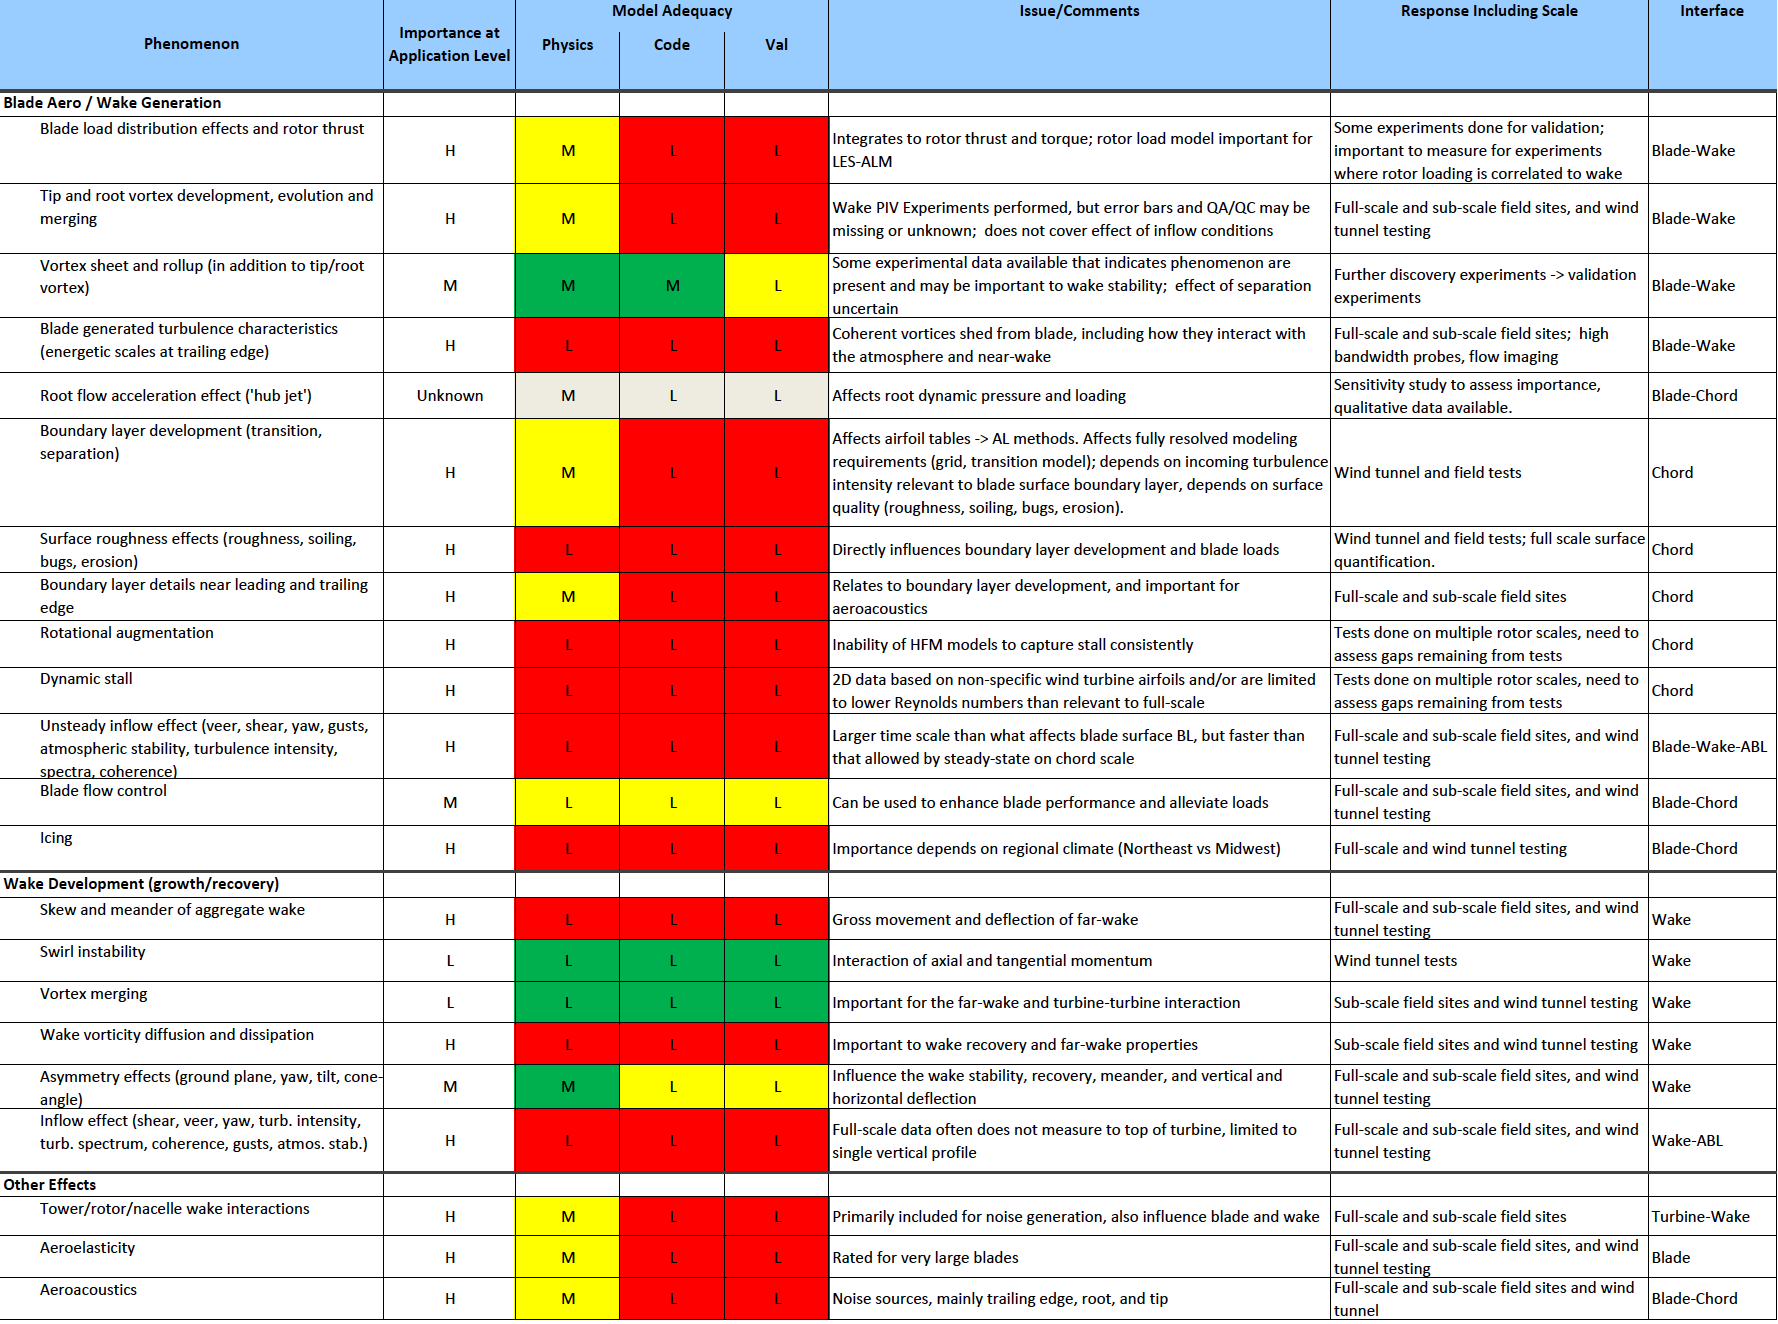 Phenomenon
Importance at
Application Level
Model Adequacy
Physics
Code
Val
Issue/Comments
Response Including Scale
Interface
Blade Aero / Wake Generation
Blade load distribution effects and rotor thrust
H
M
L
L
Integrates to rotor thrust and torque; rotor load model important for
LES-ALM
Some experiments done for validation;
important to measure for experiments
where rotor loading is correlated to wake
Blade-Wake
Tip and root vortex development, evolution and
merging
H
M
L
L
Wake PIV Experiments performed, but error bars and QA/QC may be
missing or unknown;  does not cover effect of inflow conditions
Full-scale and sub-scale field sites, and wind
tunnel testing
Blade-Wake
Vortex sheet and rollup (in addition to tip/root
vortex)
M
M
M
L
Some experimental data available that indicates phenomenon are
present and may be important to wake stability;  effect of separation
uncertain
Further discovery experiments -> validation
experiments
Blade-Wake
Blade generated turbulence characteristics
(energetic scales at trailing edge)
H
L
L
L
Coherent vortices shed from blade, including how they interact with
the atmosphere and near-wake
Full-scale and sub-scale field sites;  high
bandwidth probes, flow imaging
Blade-Wake
Root flow acceleration effect ('hub jet')
Unknown
M
L
L
Affects root dynamic pressure and loading
Sensitivity study to assess importance,
qualitative data available.
Blade-Chord
Boundary layer development (transition,
separation)
H
M
L
L
Affects airfoil tables -> AL methods. Affects fully resolved modeling
requirements (grid, transition model); depends on incoming turbulence
intensity relevant to blade surface boundary layer, depends on surface
quality (roughness, soiling, bugs, erosion).
Wind tunnel and field tests
Chord
Surface roughness effects (roughness, soiling,
bugs, erosion)
H
L
L
L
Directly influences boundary layer development and blade loads
Wind tunnel and field tests; full scale surface
quantification.
Chord
Boundary layer details near leading and trailing
edge
H
M
L
L
Relates to boundary layer development, and important for
aeroacoustics
Full-scale and sub-scale field sites
Chord
Rotational augmentation
H
L
L
L
Inability of HFM models to capture stall consistently
Tests done on multiple rotor scales, need to
assess gaps remaining from tests
Chord
Dynamic stall
H
L
L
L
2D data based on non-specific wind turbine airfoils and/or are limited
to lower Reynolds numbers than relevant to full-scale
Tests done on multiple rotor scales, need to
assess gaps remaining from tests
Chord
Unsteady inflow effect (veer, shear, yaw, gusts,
atmospheric stability, turbulence intensity,
spectra, coherence)
H
L
L
L
Larger time scale than what affects blade surface BL, but faster than
that allowed by steady-state on chord scale
Full-scale and sub-scale field sites, and wind
tunnel testing
Blade-Wake-ABL
Blade flow control
M
L
L
L
Can be used to enhance blade performance and alleviate loads
Full-scale and sub-scale field sites, and wind
tunnel testing
Blade-Chord
Icing
H
L
L
L
Importance depends on regional climate (Northeast vs Midwest)
Full-scale and wind tunnel testing
Blade-Chord
Wake Development (growth/recovery)
Skew and meander of aggregate wake
H
L
L
L
Gross movement and deflection of far-wake
Full-scale and sub-scale field sites, and wind
tunnel testing
Wake
Swirl instability
L
L
L
L
Interaction of axial and tangential momentum
Wind tunnel tests
Wake
Vortex merging
L
L
L
L
Important for the far-wake and turbine-turbine interaction
Sub-scale field sites and wind tunnel testing
Wake
Wake vorticity diffusion and dissipation
H
L
L
L
Important to wake recovery and far-wake properties
Sub-scale field sites and wind tunnel testing
Wake
Asymmetry effects (ground plane, yaw, tilt, cone-
angle)
M
M
L
L
Influence the wake stability, recovery, meander, and vertical and
horizontal deflection
Full-scale and sub-scale field sites, and wind
tunnel testing
Wake
Inflow effect (shear, veer, yaw, turb. intensity,
turb. spectrum, coherence, gusts, atmos. stab.)
H
L
L
L
Full-scale data often does not measure to top of turbine, limited to
single vertical profile
Full-scale and sub-scale field sites, and wind
tunnel testing
Wake-ABL
Other Effects
Tower/rotor/nacelle wake interactions
H
M
L
L
Primarily included for noise generation, also influence blade and wake
Full-scale and sub-scale field sites
Turbine-Wake
Aeroelasticity
H
M
L
L
Rated for very large blades
Full-scale and sub-scale field sites, and wind
tunnel testing
Blade
Aeroacoustics
H
M
L
L
Noise sources, mainly trailing edge, root, and tip
Full-scale and sub-scale field sites and wind
tunnel
Blade-Chord